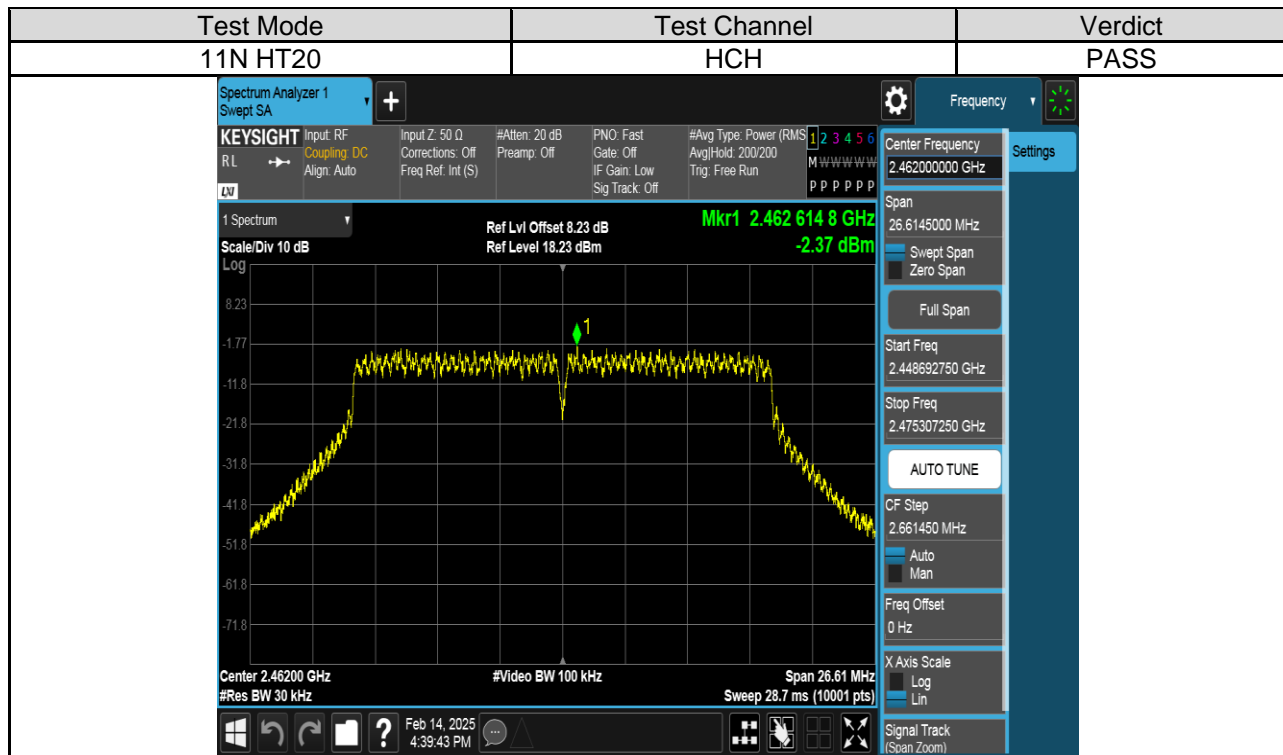 Test Mode Test Channel Verdict
11N HT20 HCH PASS
Spectrum Analyzer 1
Swept SA
+
Frequency
KEYSIGHT
RL
LXI
Input: RF
Coupling: DC
Align: Auto
Input Z: 50 Ω
Corrections: Off
Freq Ref: Int (S)
#Atten: 20 dB
Preamp: Off
PNO: Fast
Gate: Off
IF Gain: Low
Sig Track: Off
#Avg Type: Power (RMS
Avg|Hold: 200/200
Trig: Free Run
1 2 3 4 5 6
M W W W W W
P P P P P P
1 Spectrum
Scale/Div 10 dB
Log
Ref Lvl Offset 8.23 dB
Ref Level 18.23 dBm
Mkr1 2.462 614 8 GHz
-2.37 dBm
8.23
-1.77
-11.8
-21.8
-31.8
-41.8
-51.8
-61.8
-71.8
1
Center 2.46200 GHz
#Res BW 30 kHz
#Video BW 100 kHz
Span 26.61 MHz
Sweep 28.7 ms (10001 pts)
Center Frequency
2.462000000 GHz
Settings
Span
26.6145000 MHz
Swept Span
Zero Span
Full Span
Start Freq
2.448692750 GHz
Stop Freq
2.475307250 GHz
AUTO TUNE
CF Step
2.661450 MHz
Auto
Man
Freq Offset
0 Hz
X Axis Scale
Log
Lin
Signal Track
(Span Zoom)
?
Feb 14, 2025
4:39:43 PM